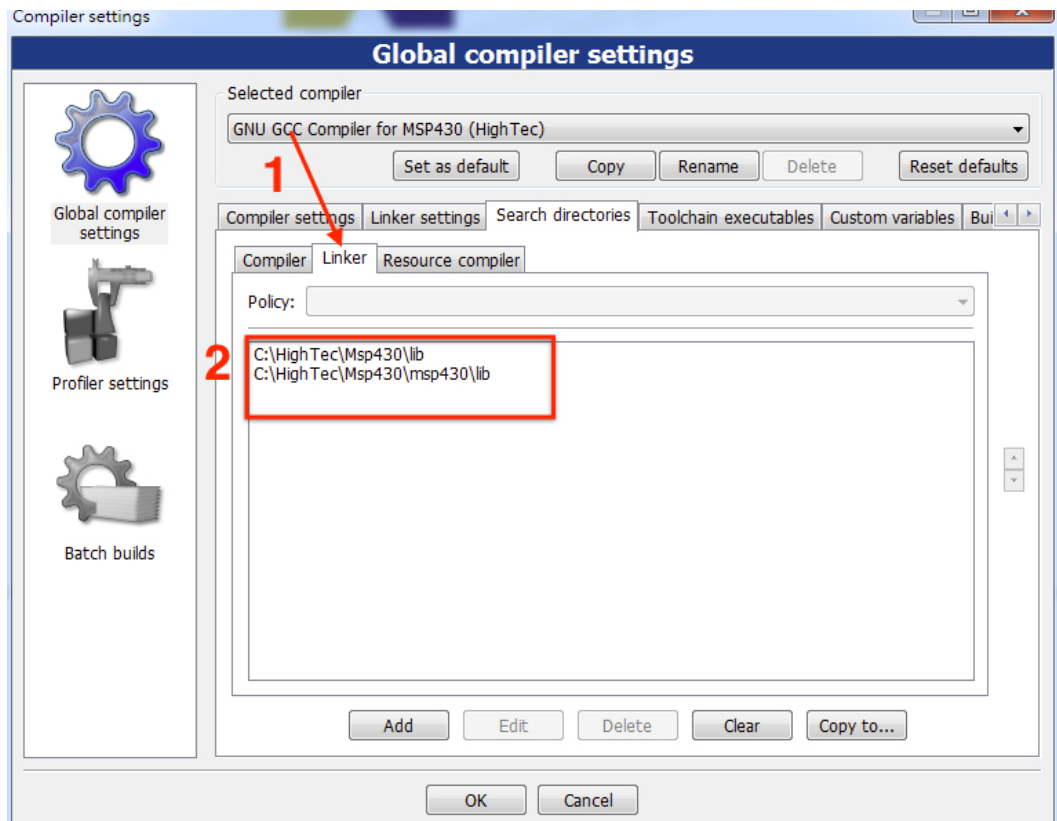 Compiler settings
Global compiler settings
Selected compiler
GNU GCC Compiler for MSP430 (HighTec)
1
Set as default Copy Rename Delete Reset defaults
Global compiler
settings
Compiler settings Linker settings Search directories Toolchain executables Custom variables Bui
Compiler Linker Resource compiler
Policy:
2
C:\HighTec\Msp430\lib
C:\HighTec\Msp430\msp430\lib
Profiler settings
Batch builds
Add Edit Delete Clear Copy to...
OK Cancel